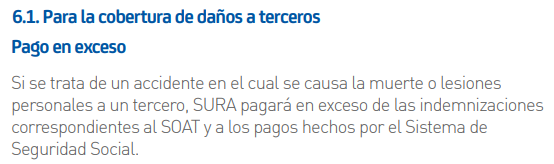 6.1. Para la cobertura de daños a terceros
Pago en exceso
Si se trata de un accidente en el cual se causa la muerte o lesiones
personales a un tercero, SURA pagará en exceso de las indemnizaciones
correspondientes al SOAT y a los pagos hechos por el Sistema de
Seguridad Social.